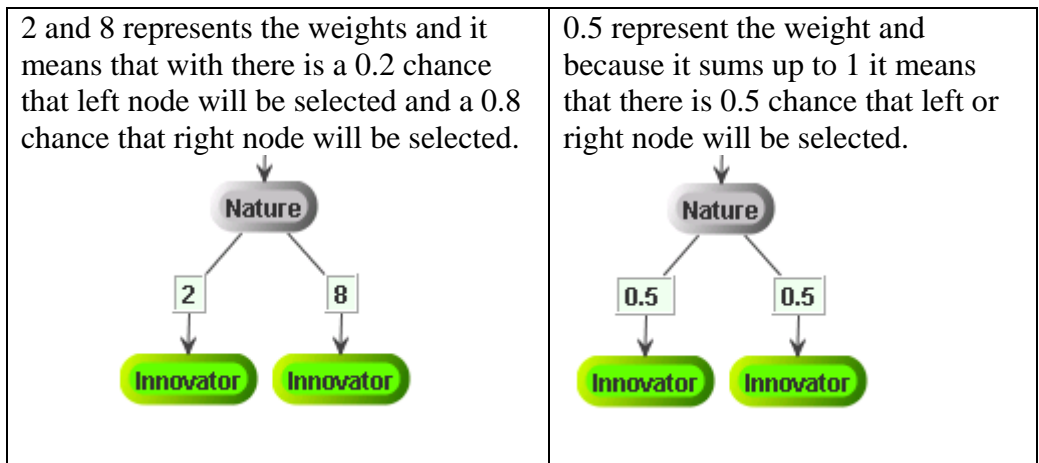 2 and 8 represents the weights and it
means that with there is a 0.2 chance
that left node will be selected and a 0.8
chance that right node will be selected.
Nature
2 8
Innovator Innovator
0.5 represent the weight and
because it sums up to 1 it means
that there is 0.5 chance that left or
right node will be selected.
Nature
0.5 0.5
Innovator Innovator